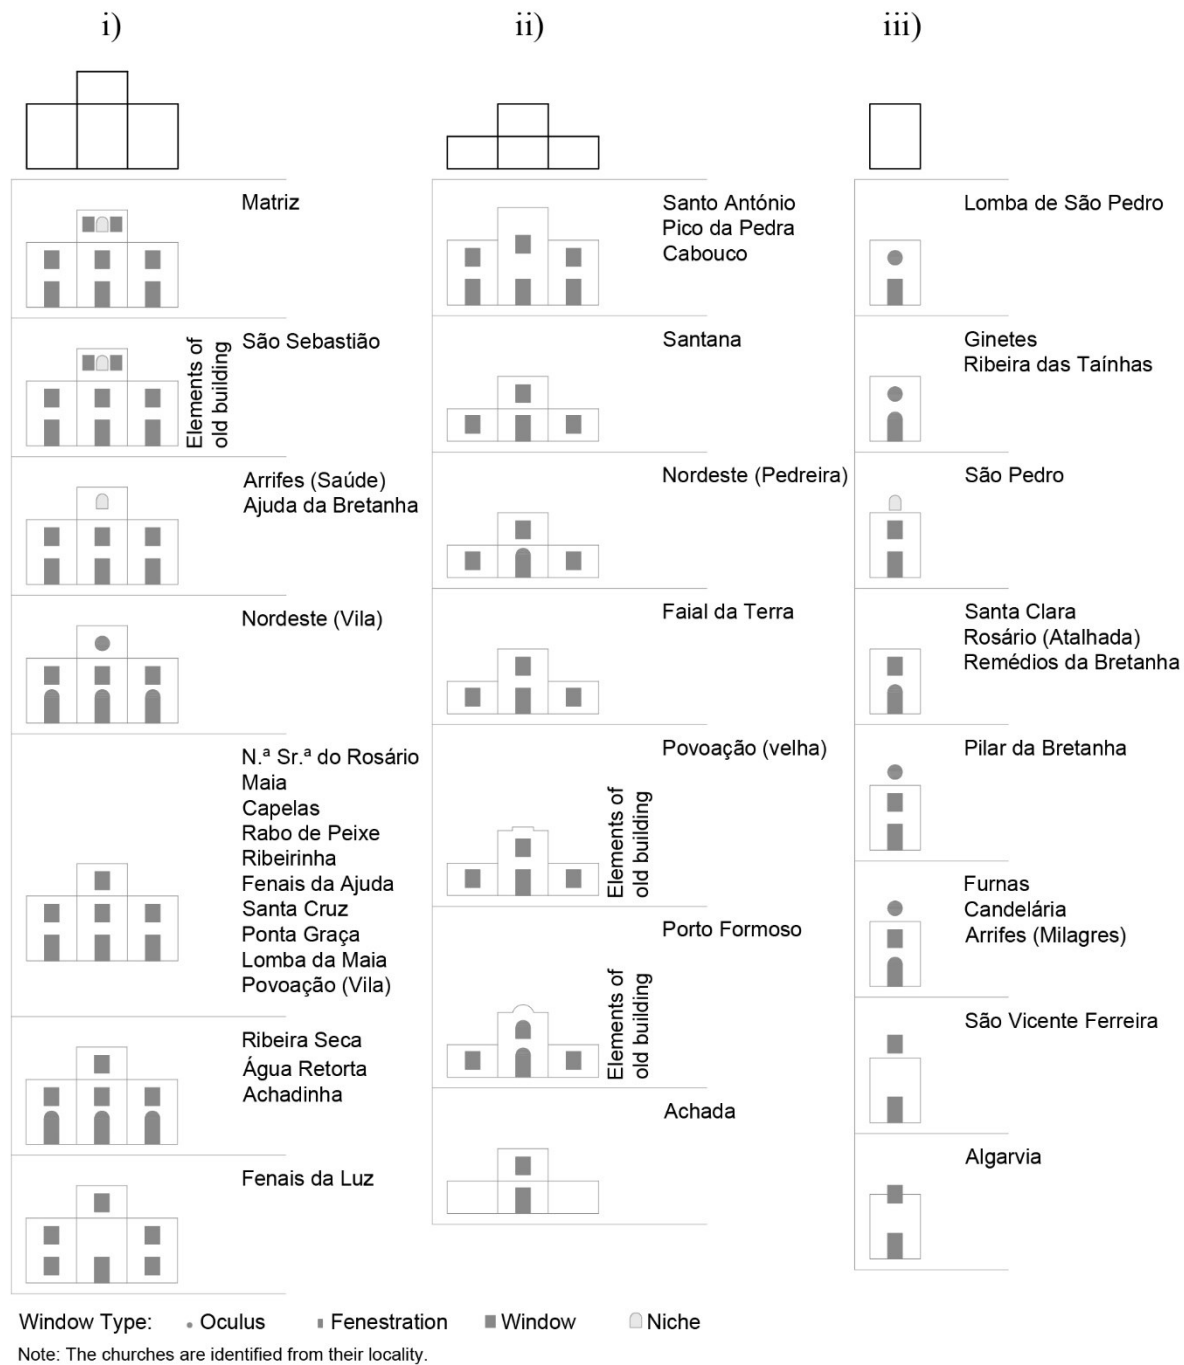 i)
Matriz
São Sebastião
Elements of
old building
Arrifes (Saúde)
Ajuda da Bretanha
Nordeste (Vila)
N.ª Sr.ª do Rosário
Maia
Capelas
Rabo de Peixe
Ribeirinha
Fenais da Ajuda
Santa Cruz
Ponta Graça
Lomba da Maia
Povoação (Vila)
Ribeira Seca
Água Retorta
Achadinha
Fenais da Luz
ii)
Santo António
Pico da Pedra
Cabouco
Santana
Nordeste (Pedreira)
Faial da Terra
Povoação (velha)
Elements of
old building
Porto Formoso
Elements of
old building
Achada
iii)
Lomba de São Pedro
Ginetes
Ribeira das Taínhas
São Pedro
Santa Clara
Rosário (Atalhada)
Remédios da Bretanha
Pilar da Bretanha
Furnas
Candelária
Arrifes (Milagres)
São Vicente Ferreira
Algarvia
Window Type: Oculus Fenestration Window Niche
Note: The churches are identified from their locality.